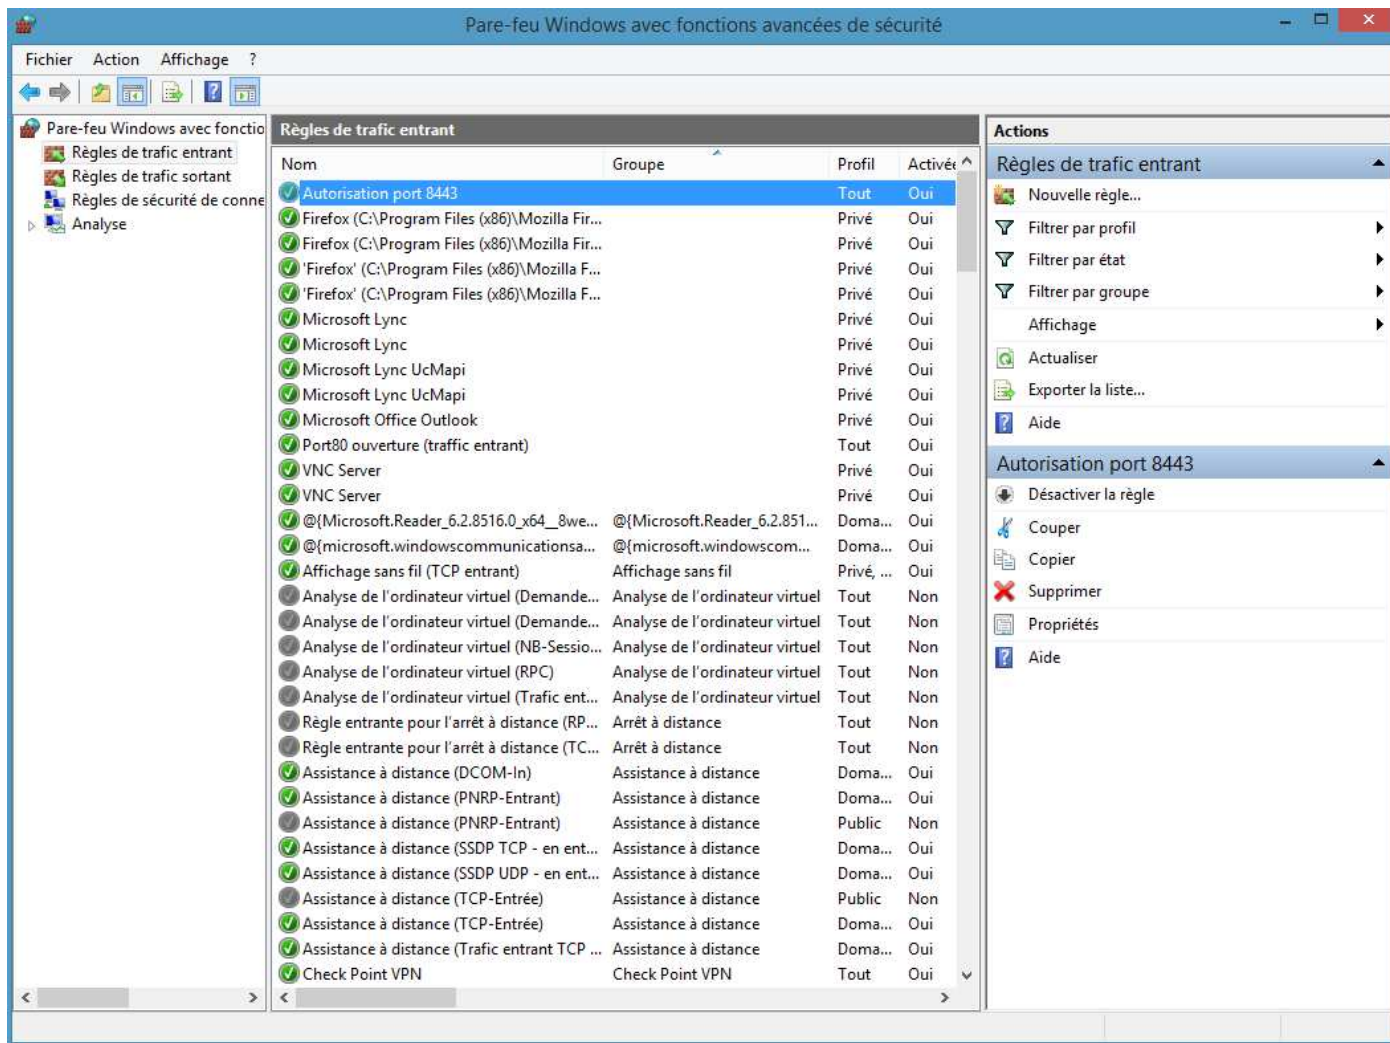 Pare-feu Windows avec fonctions avancées de sécurité
Fichier Action Affichage ?
Pare-feu Windows avec fonctio
Règles de trafic entrant
Règles de trafic sortant
Règles de sécurité de conne
Analyse
Règles de trafic entrant
Nom Groupe Profil Activée
Autorisation port 8443 Tout Oui
Firefox (C:\Program Files (x86)\Mozilla Fir... Privé Oui
Firefox (C:\Program Files (x86)\Mozilla Fir... Privé Oui
'Firefox' (C:\Program Files (x86)\Mozilla F... Privé Oui
'Firefox' (C:\Program Files (x86)\Mozilla F... Privé Oui
Microsoft Lync Privé Oui
Microsoft Lync Privé Oui
Microsoft Lync UcMapi Privé Oui
Microsoft Lync UcMapi Privé Oui
Microsoft Office Outlook Privé Oui
Port80 ouverture (traffic entrant) Tout Oui
VNC Server Privé Oui
VNC Server Privé Oui
@{Microsoft.Reader_6.2.8516.0_x64__8we... @{Microsoft.Reader_6.2.851... Doma... Oui
@{microsoft.windowscommunicationsa... @{microsoft.windowscom... Doma... Oui
Affichage sans fil (TCP entrant) Affichage sans fil Privé, ... Oui
Analyse de l'ordinateur virtuel (Demande... Analyse de l'ordinateur virtuel Tout Non
Analyse de l'ordinateur virtuel (Demande... Analyse de l'ordinateur virtuel Tout Non
Analyse de l'ordinateur virtuel (NB-Sessio... Analyse de l'ordinateur virtuel Tout Non
Analyse de l'ordinateur virtuel (RPC) Analyse de l'ordinateur virtuel Tout Non
Analyse de l'ordinateur virtuel (Trafic ent... Analyse de l'ordinateur virtuel Tout Non
Règle entrante pour l'arrêt à distance (RP... Arrêt à distance Tout Non
Règle entrante pour l'arrêt à distance (TC... Arrêt à distance Tout Non
Assistance à distance (DCOM-In) Assistance à distance Doma... Oui
Assistance à distance (PNRP-Entrant) Assistance à distance Doma... Oui
Assistance à distance (PNRP-Entrant) Assistance à distance Public Non
Assistance à distance (SSDP TCP - en ent... Assistance à distance Doma... Oui
Assistance à distance (SSDP UDP - en ent... Assistance à distance Doma... Oui
Assistance à distance (TCP-Entrée) Assistance à distance Public Non
Assistance à distance (TCP-Entrée) Assistance à distance Doma... Oui
Assistance à distance (Trafic entrant TCP ... Assistance à distance Doma... Oui
Check Point VPN Check Point VPN Tout Oui
Actions
Règles de trafic entrant
Nouvelle règle...
Filtrer par profil
Filtrer par état
Filtrer par groupe
Affichage
Actualiser
Exporter la liste...
Aide
Autorisation port 8443
Désactiver la règle
Couper
Copier
Supprimer
Propriétés
Aide